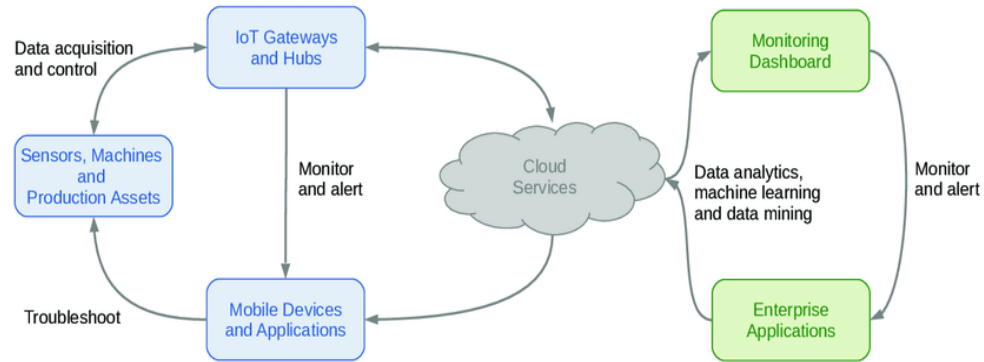 IoT Gateways
and Hubs
Monitoring
Dashboard
Data acquisition
and control
Sensors, Machines
and
Production Assets
Monitor
and alert
Cloud
Services
Data analytics,
machine learning
and data mining
Monitor
and alert
Troubleshoot
Mobile Devices
and Applications
Enterprise
Applications